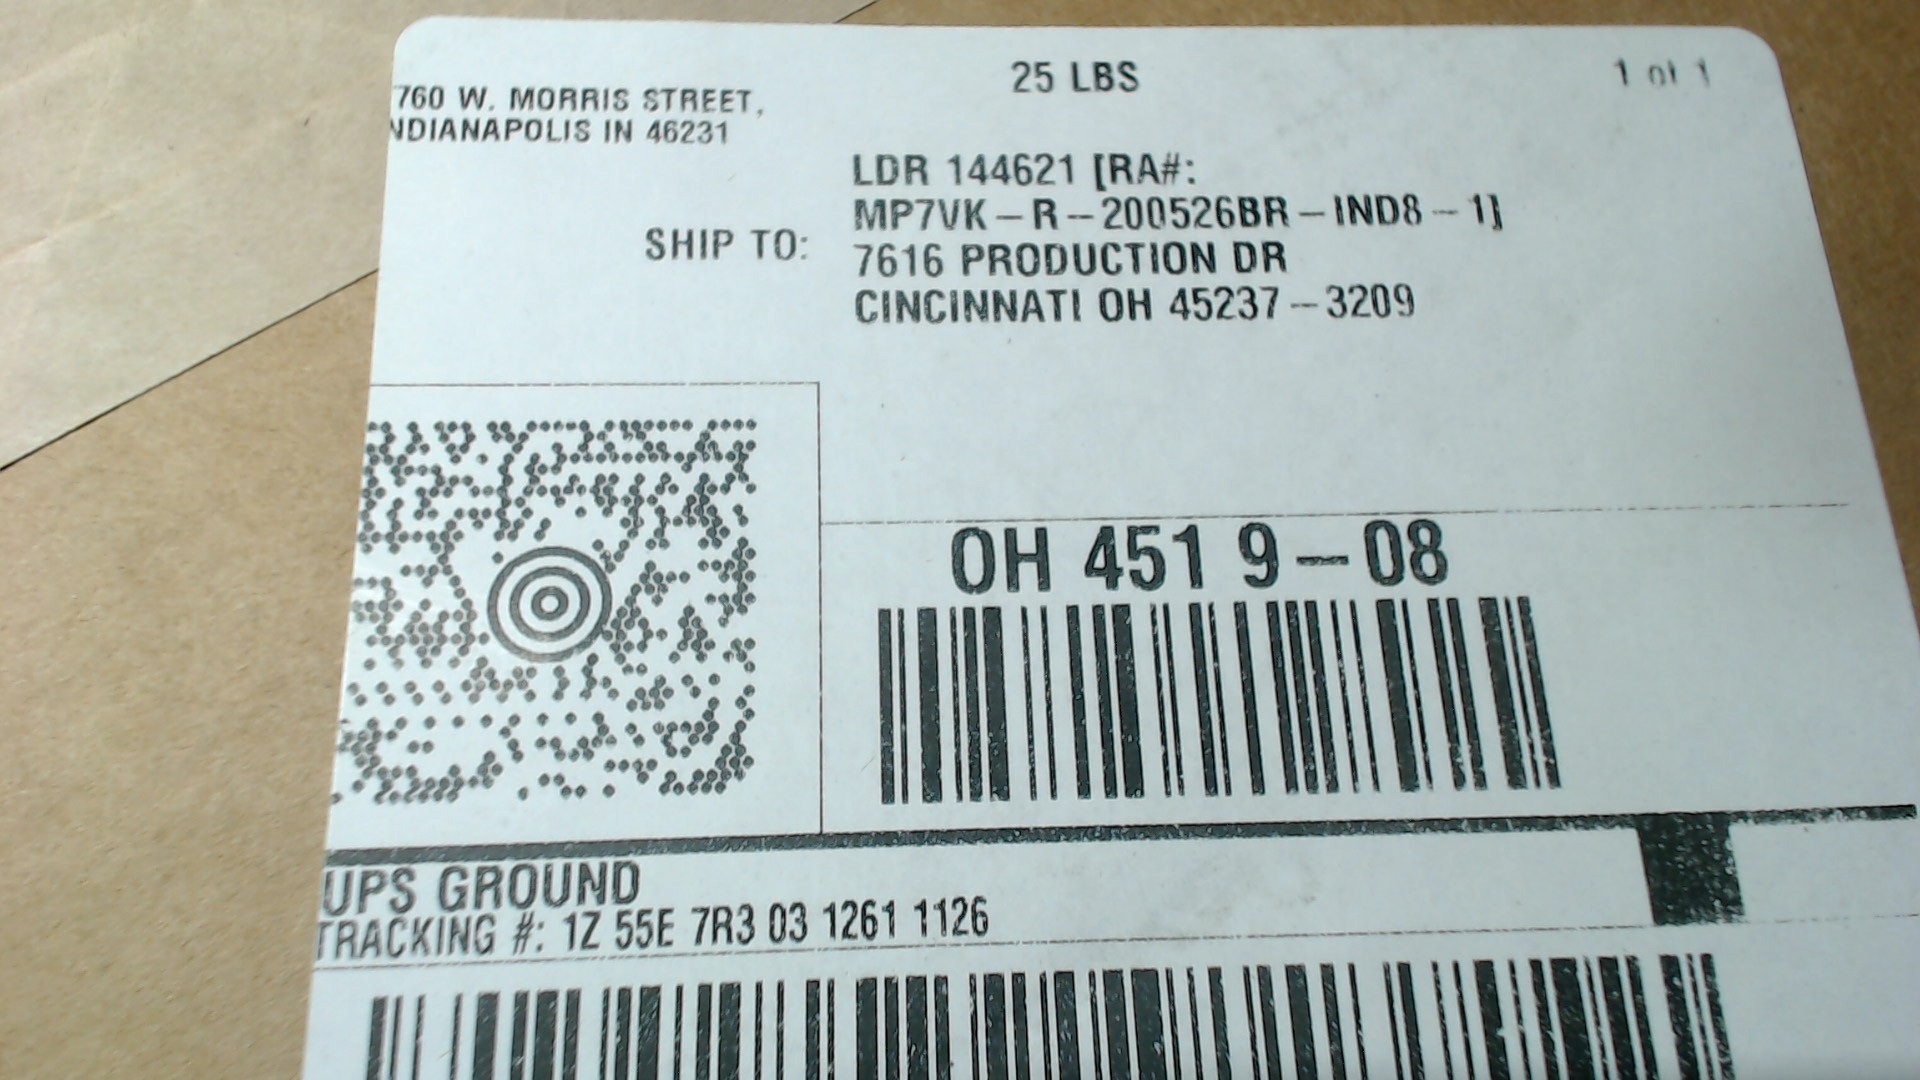 25 LBS
1 of 1
760 W. MORRIS STREET,
NDIANAPOLIS IN 46231
SHIP TO:
LDR 144621 [RA#:
MP7VK-R-200526BR-IND8-1]
7616 PRODUCTION DR
CINCINNATI OH 45237-3209
OH 451 9-08
UPS GROUND
TRACKING #: 1Z 55E 7R3 03 1261 1126